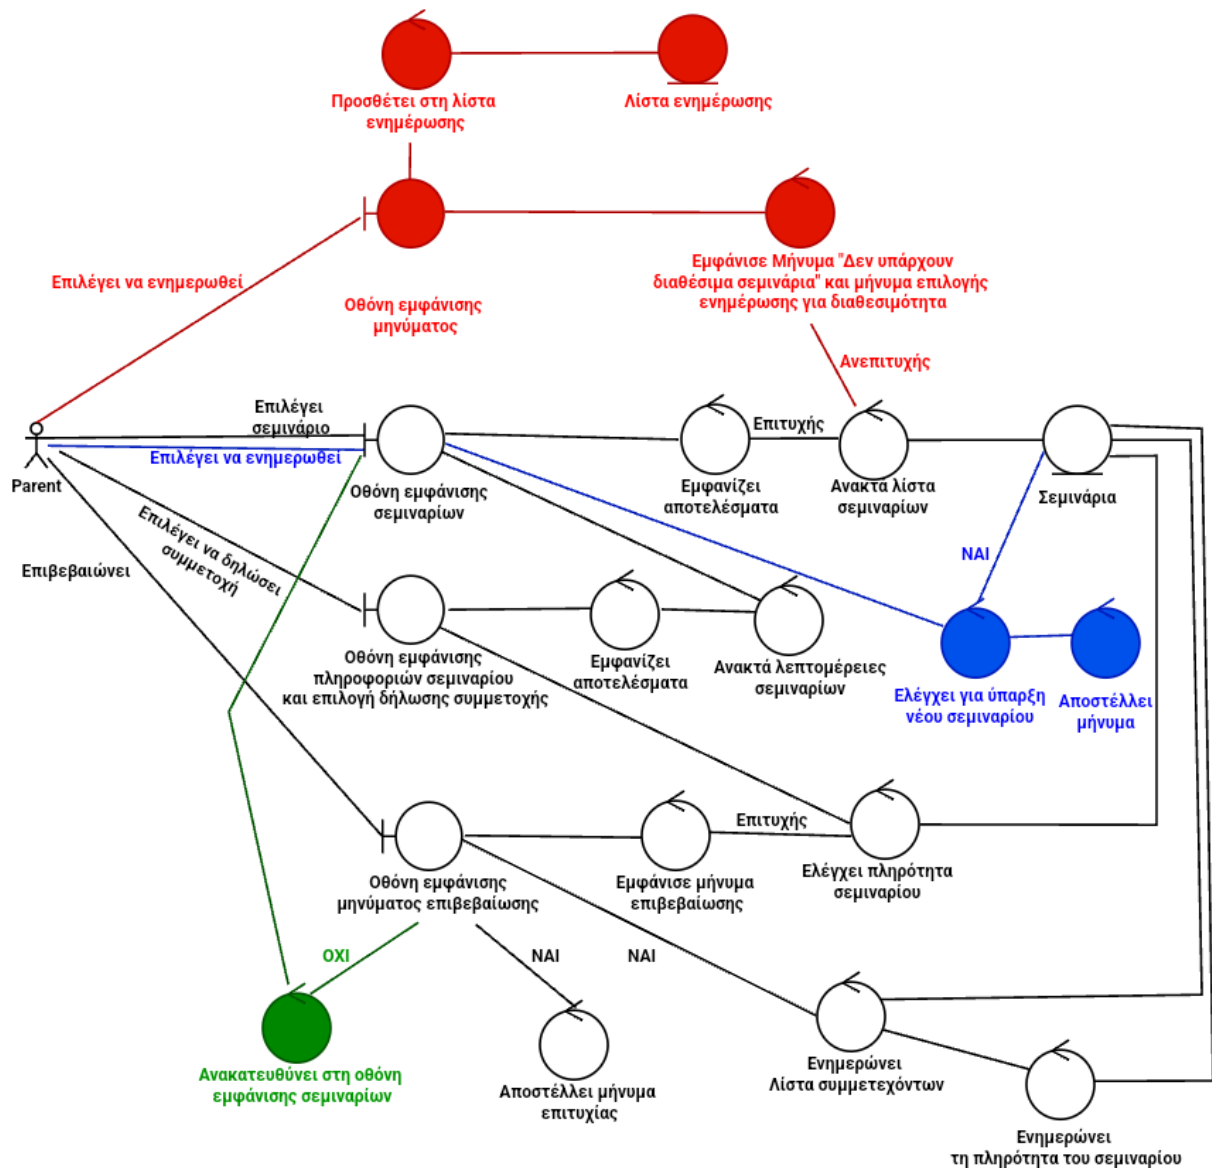 Προσθέτει στη λίστα
ενημέρωσης
Λίστα ενημέρωσης
Επιλέγει να ενημερωθεί
Οθόνη εμφάνισης
μηνύματος
Εμφάνισε Μήνυμα "Δεν υπάρχουν
διαθέσιμα σεμινάρια" και μήνυμα επιλογής
ενημέρωσης για διαθεσιμότητα
Ανεπιτυχής
Parent
Επιλέγει
σεμινάριο
Επιλέγει να ενημερωθεί
Οθόνη εμφάνισης
σεμιναρίων
Εμφανίζει
αποτελέσματα
Επιτυχής
Ανακτά λίστα
σεμιναρίων
Σεμινάρια
Επιλέγει να δηλώσει
συμμετοχή
Επιβεβαιώνει
ΝΑΙ
Οθόνη εμφάνισης
πληροφοριών σεμιναρίου
και επιλογή δήλωσης συμμετοχής
Εμφανίζει
αποτελέσματα
Ανακτά λεπτομέρειες
σεμιναρίων
Ελέγχει για ύπαρξη
νέου σεμιναρίου
Αποστέλλει
μήνυμα
Οθόνη εμφάνισης
μηνύματος επιβεβαίωσης
Εμφάνισε μήνυμα
επιβεβαίωσης
Επιτυχής
Ελέγχει πληρότητα
σεμιναρίου
ΟΧΙ
ΝΑΙ
ΝΑΙ
Ανακατευθύνει στη οθόνη
εμφάνισης σεμιναρίων
Αποστέλλει μήνυμα
επιτυχίας
Ενημερώνει
Λίστα συμμετεχόντων
Ενημερώνει
τη πληρότητα του σεμιναρίου